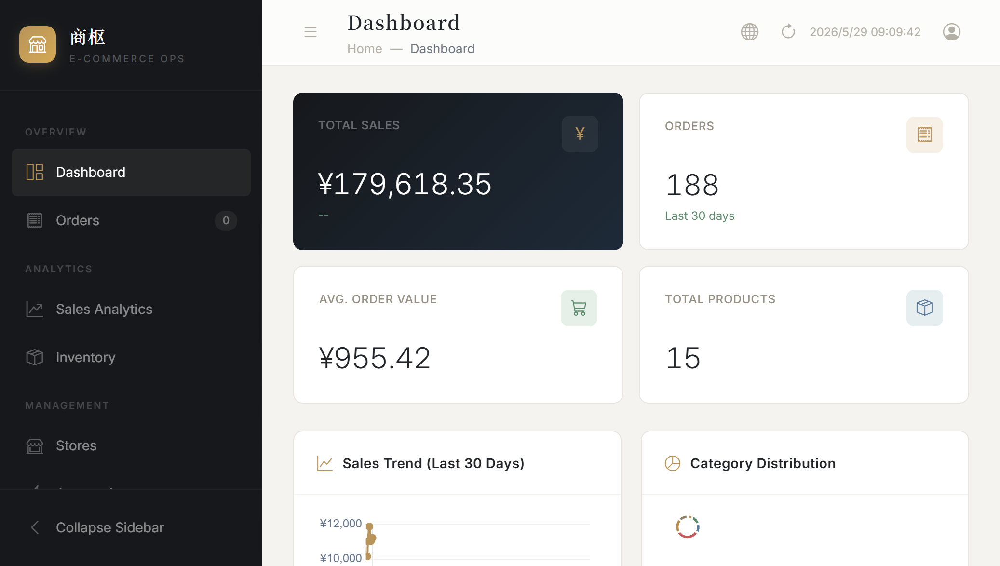 商枢
E-COMMERCE OPS
OVERVIEW
Dashboard
Orders 0
ANALYTICS
Sales Analytics
Inventory
MANAGEMENT
Stores
Collapse Sidebar
Dashboard
Home — Dashboard
2026/5/29 09:09:42
TOTAL SALES
¥
¥179,618.35
--
ORDERS
188
Last 30 days
AVG. ORDER VALUE
¥955.42
TOTAL PRODUCTS
15
Sales Trend (Last 30 Days)
¥12,000
¥10,000
Category Distribution